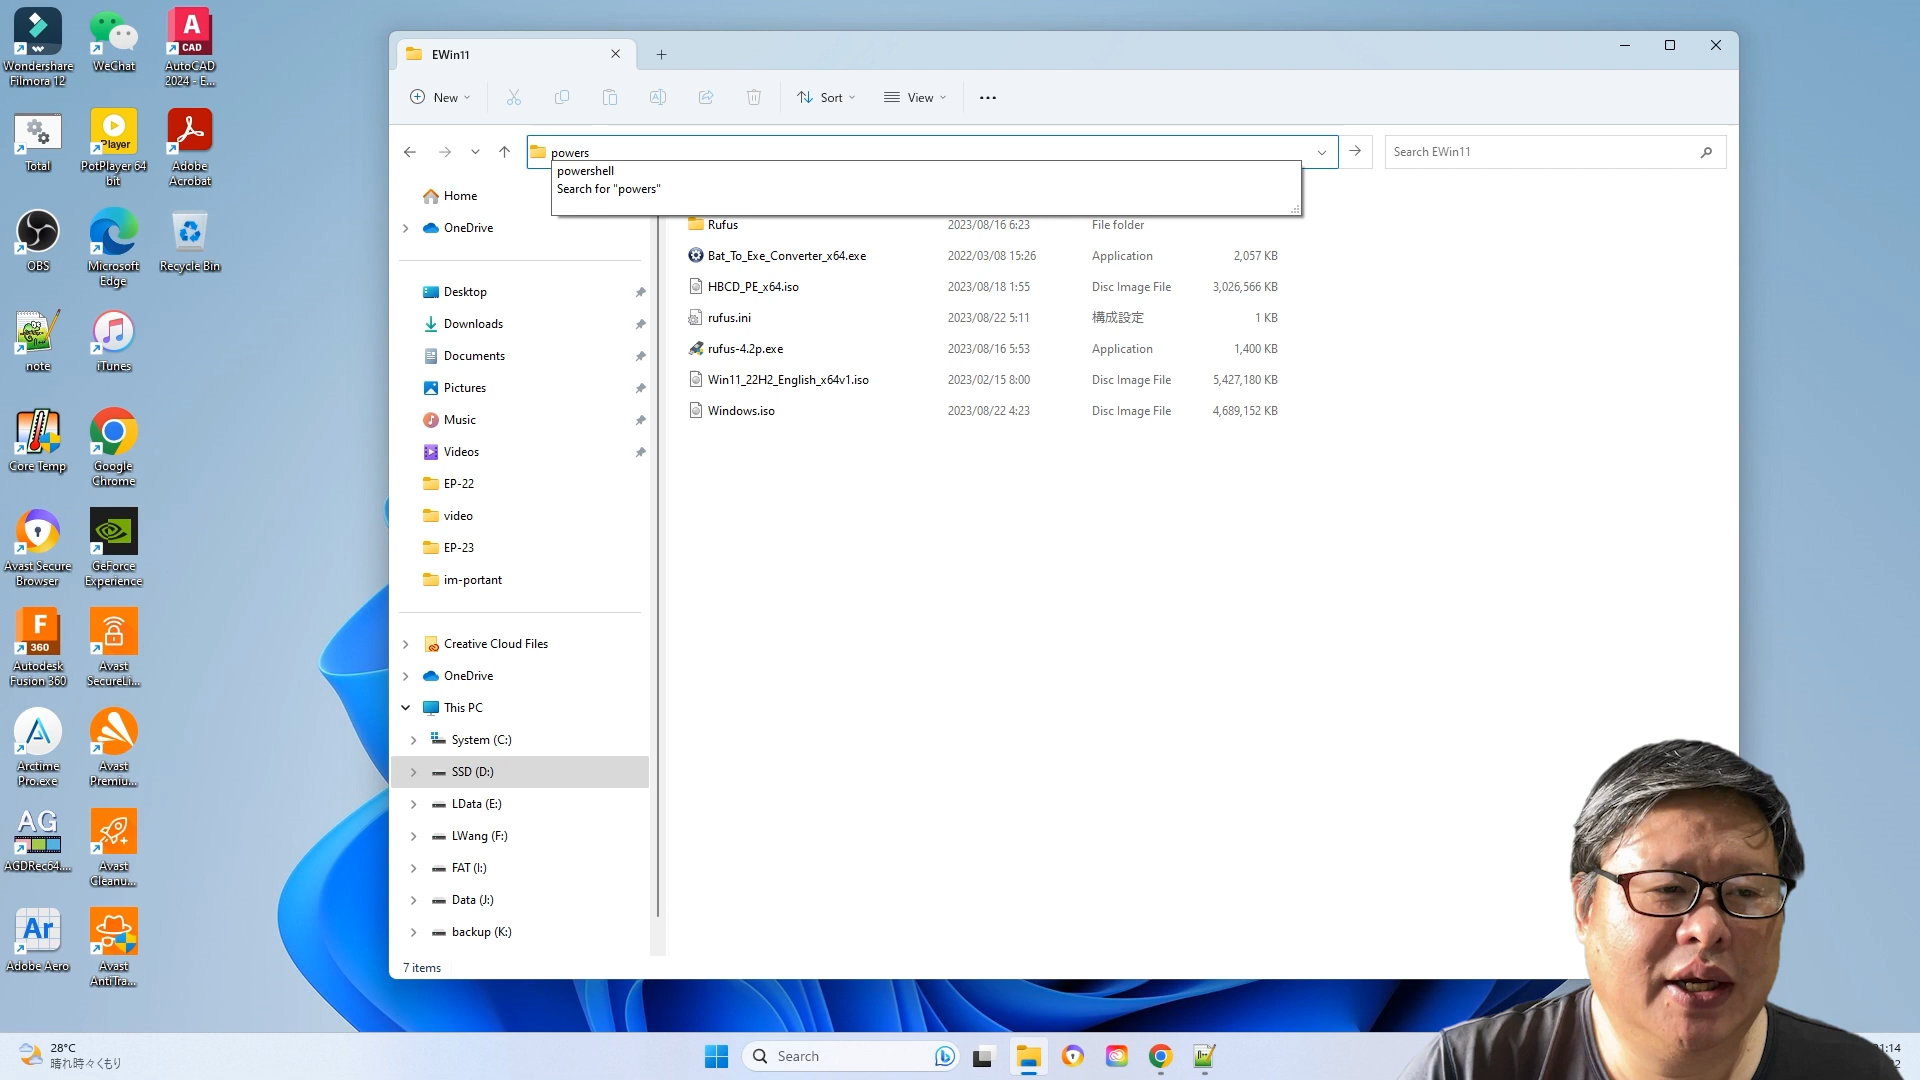 Wondershare
Filmora 12
WeChat
A
CAD
AutoCAD
2024 - E...
Total
Player
PotPlayer 64
bit
Adobe
Acrobat
OBS
Microsoft
Edge
Recycle Bin
note
iTunes
Core Temp
Google
Chrome
Avast Secure
Browser
GeForce
Experience
F
360
Autodesk
Fusion 360
Avast
SecureLi...
Arctime
Pro.exe
Avast
Premiu...
AG
AGDRec64....
Avast
Cleanu...
Ar
Adobe Aero
Avast
AntiTra...
EWin11
New
Sort
View
powers
Search EWin11
powershell
Search for "powers"
Home
OneDrive
Desktop
Downloads
Documents
Pictures
Music
Videos
EP-22
video
EP-23
im-portant
Creative Cloud Files
OneDrive
This PC
System (C:)
SSD (D:)
LData (E:)
LWang (F:)
FAT (I:)
Data (J:)
backup (K:)
Rufus 2023/08/16 6:23 File folder
Bat_To_Exe_Converter_x64.exe 2022/03/08 15:26 Application 2,057 KB
HBCD_PE_x64.iso 2023/08/18 1:55 Disc Image File 3,026,566 KB
rufus.ini 2023/08/22 5:11 構成設定 1 KB
rufus-4.2p.exe 2023/08/16 5:53 Application 1,400 KB
Win11_22H2_English_x64v1.iso 2023/02/15 8:00 Disc Image File 5,427,180 KB
Windows.iso 2023/08/22 4:23 Disc Image File 4,689,152 KB
7 items
28°C
晴れ時々くもり
Search